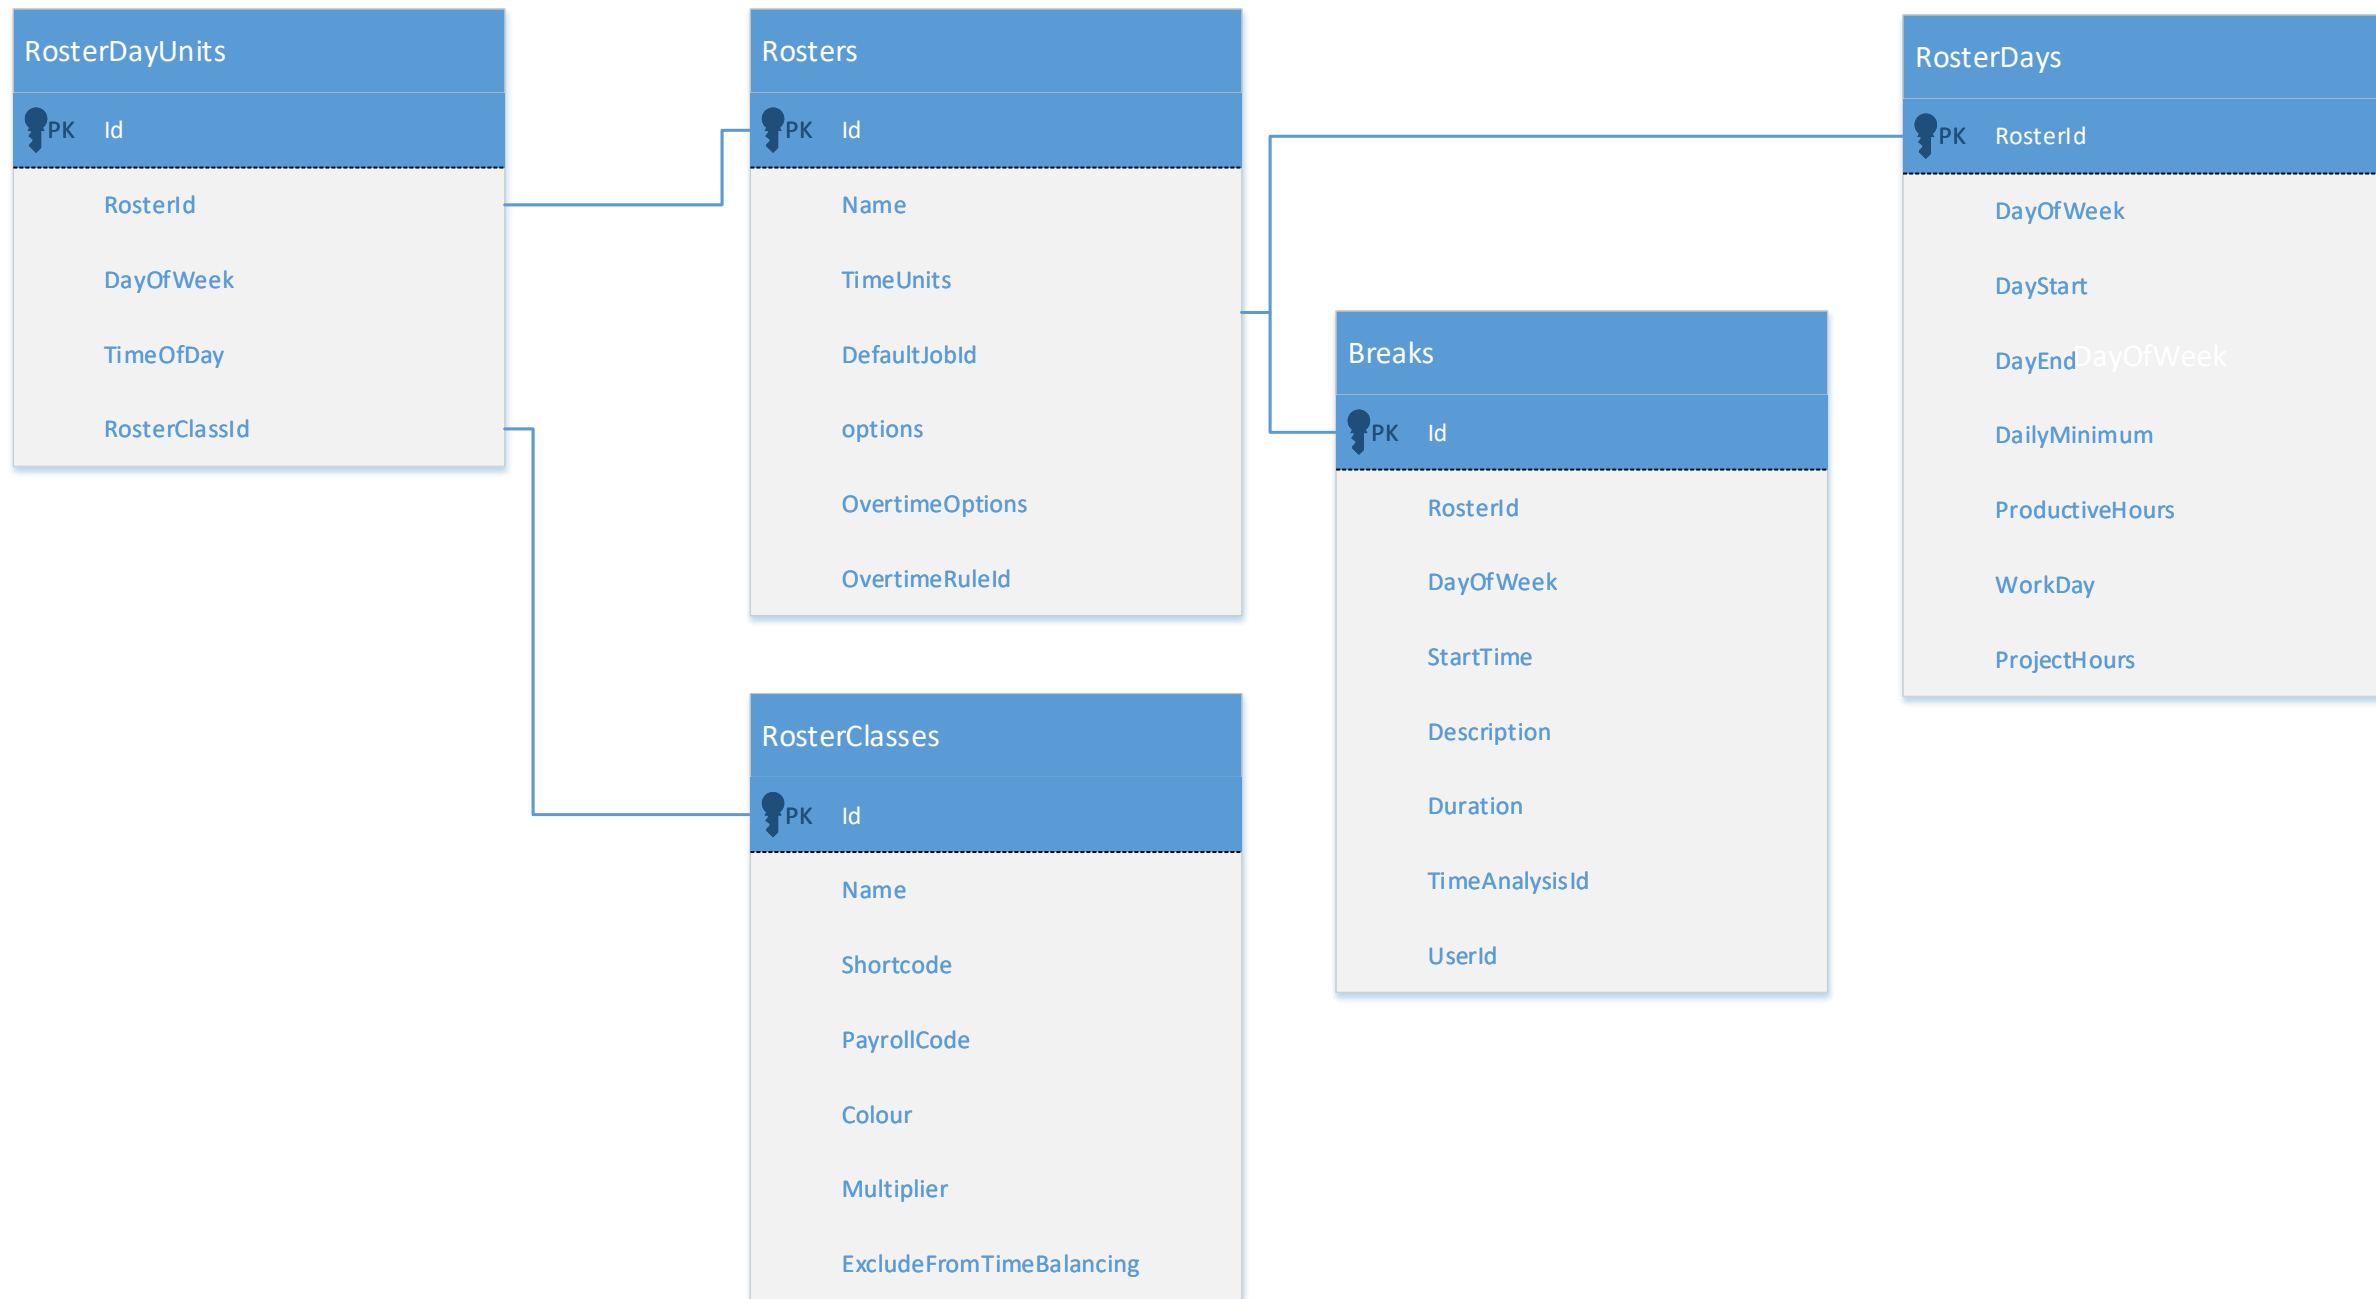 RosterDayUnits
PK Id
RosterId
DayOfWeek
TimeOfDay
RosterClassId
Rosters
PK Id
Name
TimeUnits
DefaultJobId
options
OvertimeOptions
OvertimeRuleId
RosterClasses
PK Id
Name
Shortcode
PayrollCode
Colour
Multiplier
ExcludeFromTimeBalancing
Breaks
PK Id
RosterId
DayOfWeek
StartTime
Description
Duration
TimeAnalysisId
UserId
RosterDays
PK RosterId
DayOfWeek
DayStart
DayEnd
DayOfWeek
DailyMinimum
ProductiveHours
WorkDay
ProjectHours